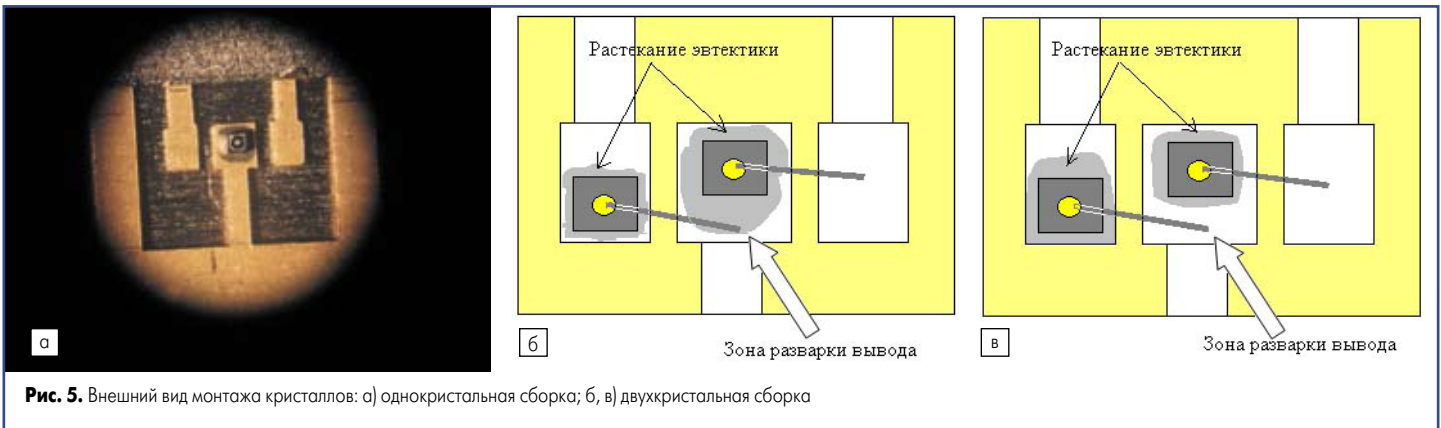 Растекание эвтектики
Растекание эвтектики
а
б
Зона разварки вывода
в
Зона разварки вывода
Рис. 5. Внешний вид монтажа кристаллов: а) однокристальная сборка; б, в) двухкристальная сборка